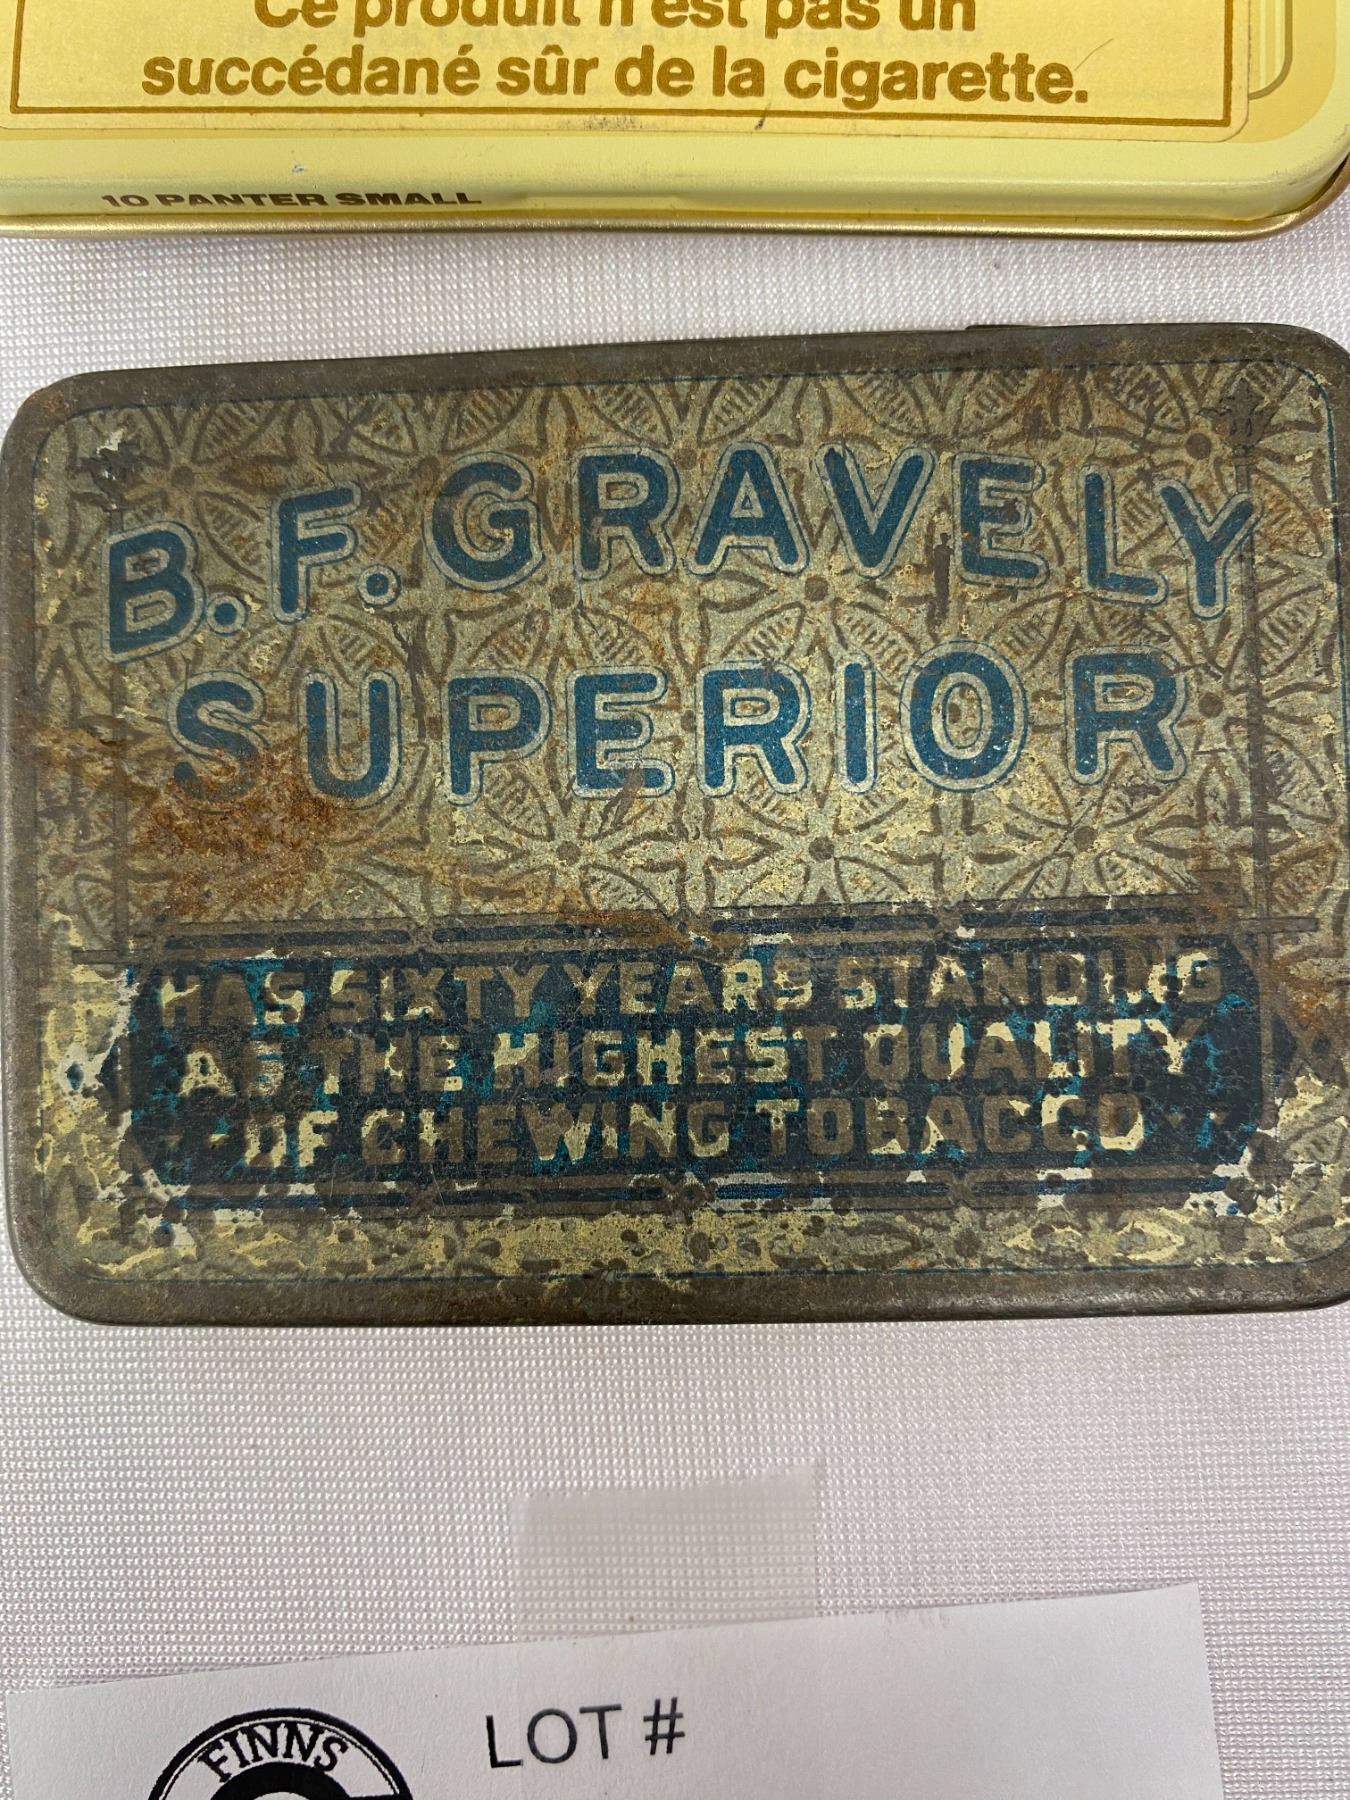 Ce produit n'est pas un
succédané sûr de la cigarette.
10 PANTER SMALL
B.F. GRAVELY
SUPERIOR
HAS SIXTY YEARS STANDING
AS THE HIGHEST QUALITY
OF CHEWING TOBACCO
FINNS
LOT #